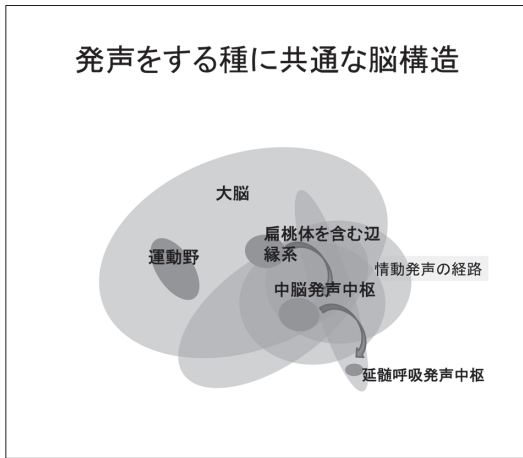 発声をする種に共通な脳構造
大脳
扁桃体を含む辺
縁系
運動野
情動発声の経路
中脳発声中枢
延髄呼吸発声中枢